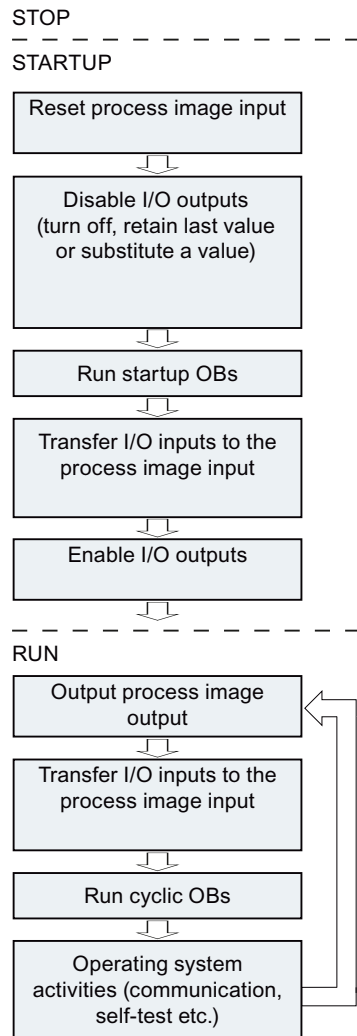 STOP
STARTUP
Reset process image input
Disable I/O outputs
(turn off, retain last value
or substitute a value)
Run startup OBs
Transfer I/O inputs to the
process image input
Enable I/O outputs
RUN
Output process image
output
Transfer I/O inputs to the
process image input
Run cyclic OBs
Operating system
activities (communication,
self-test etc.)